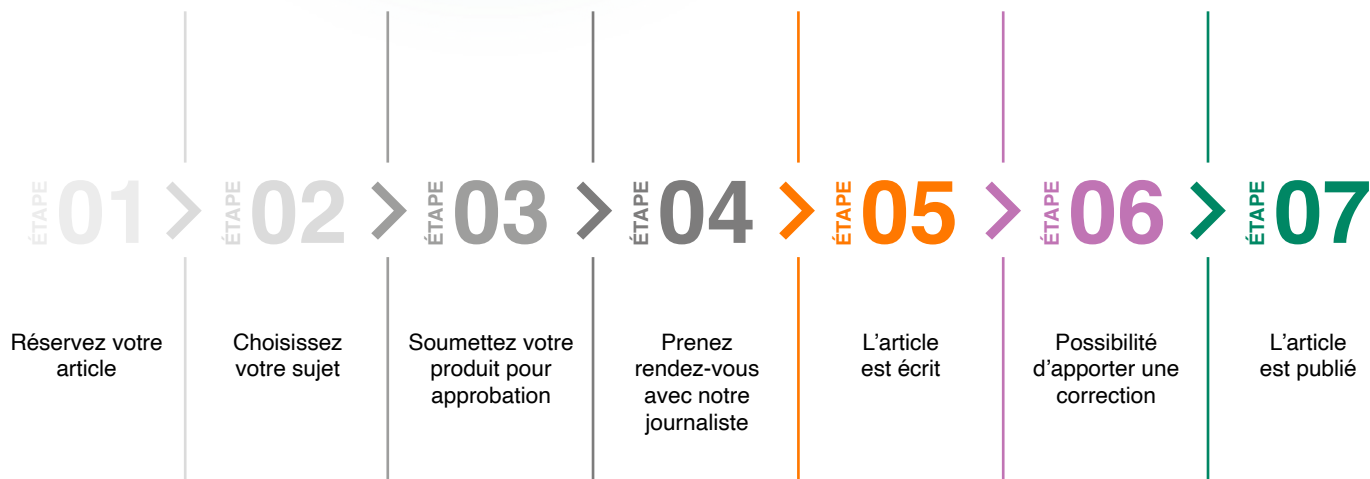 ÉTAPE 01
Réservez votre
article
ÉTAPE 02
Choisissez
votre sujet
ÉTAPE 03
Soumettez votre
produit pour
approbation
ÉTAPE 04
Prenez
rendez-vous
avec notre
journaliste
ÉTAPE 05
L’article
est écrit
ÉTAPE 06
Possibilité
d’apporter une
correction
ÉTAPE 07
L’article
est publié